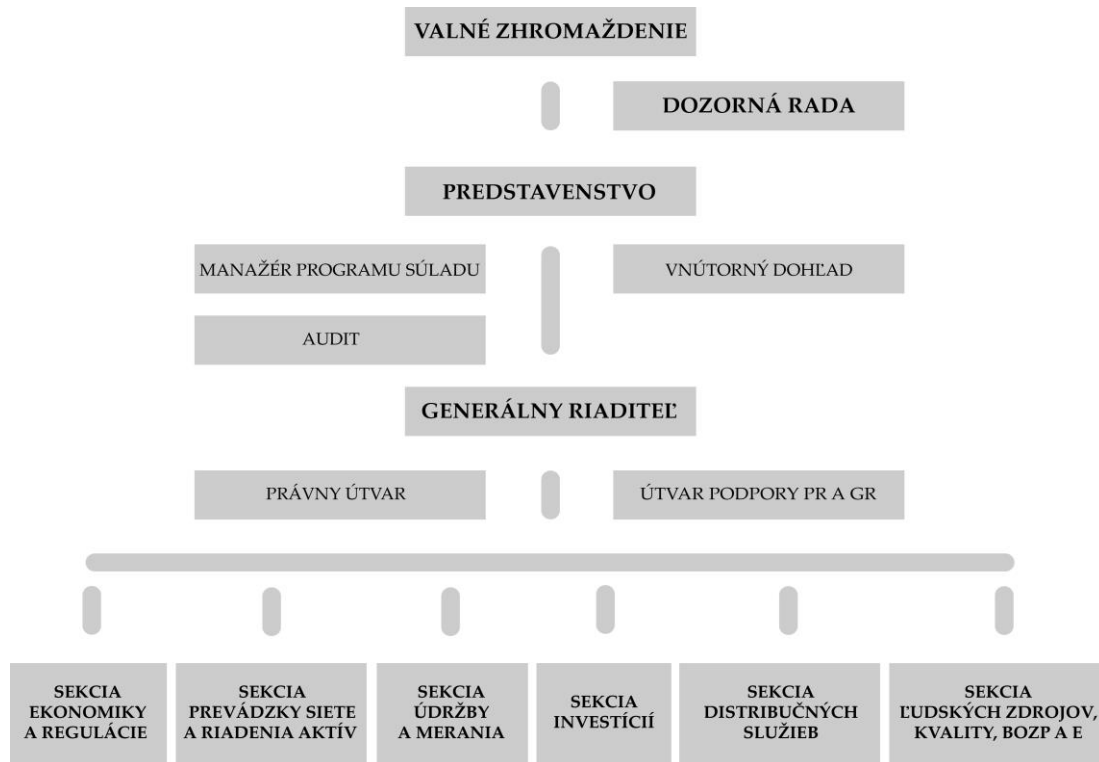 VALNÉ ZHROMAŽDENIE
DOZORNÁ RADA
PREDSTAVENSTVO
MANAŽÉR PROGRAMU SÚLADU
VNÚTORNÝ DOHĽAD
AUDIT
GENERÁLNY RIADITEĽ
PRÁVNY ÚTVAR
ÚTVAR PODPORY PR A GR
SEKCIA
EKONOMIKY
A REGULÁCIE
SEKCIA
PREVÁDZKY SIETE
A RIADENIA AKTÍV
SEKCIA
ÚDRŽBY
A MERANIA
SEKCIA
INVESTÍCIÍ
SEKCIA
DISTRIBUČNÝCH
SLUŽIEB
SEKCIA
ĽUDSKÝCH ZDROJOV,
KVALITY, BOZP A E